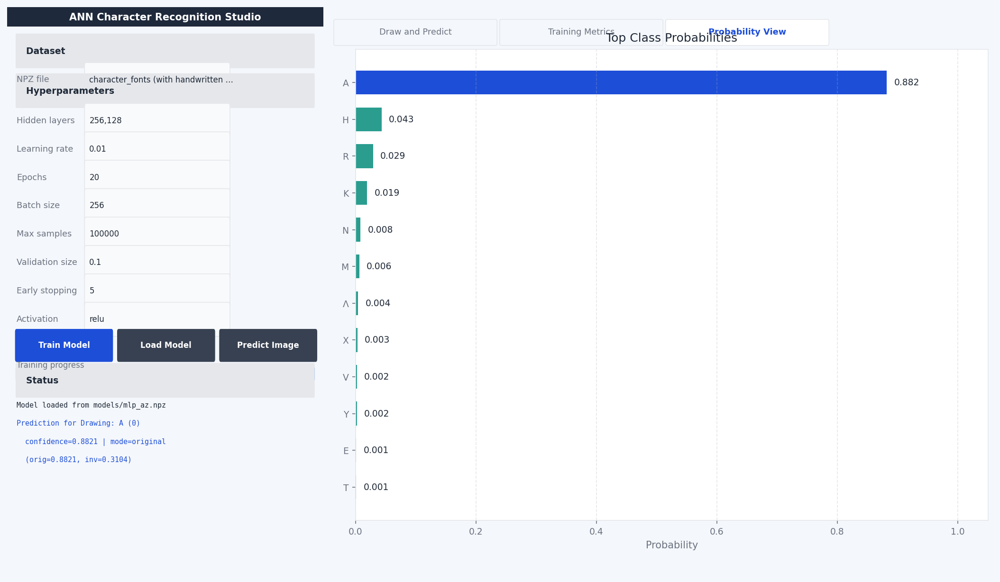 ANN Character Recognition Studio
Dataset
NPZ file
character_fonts (with handwritten ...
Hyperparameters
Hidden layers
256,128
Learning rate
0.01
Epochs
20
Batch size
256
Max samples
100000
Validation size
0.1
Early stopping
5
Activation
relu
Train Model
Load Model
Predict Image
Training progress
Status
Model loaded from models/mlp_az.npz
Prediction for Drawing: A (0)
confidence=0.8821 | mode=original
(orig=0.8821, inv=0.3104)
Draw and Predict
Training Metrics
Probability View
Top Class Probabilities
A 0.882
H 0.043
R 0.029
K 0.019
N 0.008
M 0.006
Λ 0.004
X 0.003
V 0.002
Y 0.002
E 0.001
T 0.001
0.0 0.2 0.4 0.6 0.8 1.0
Probability